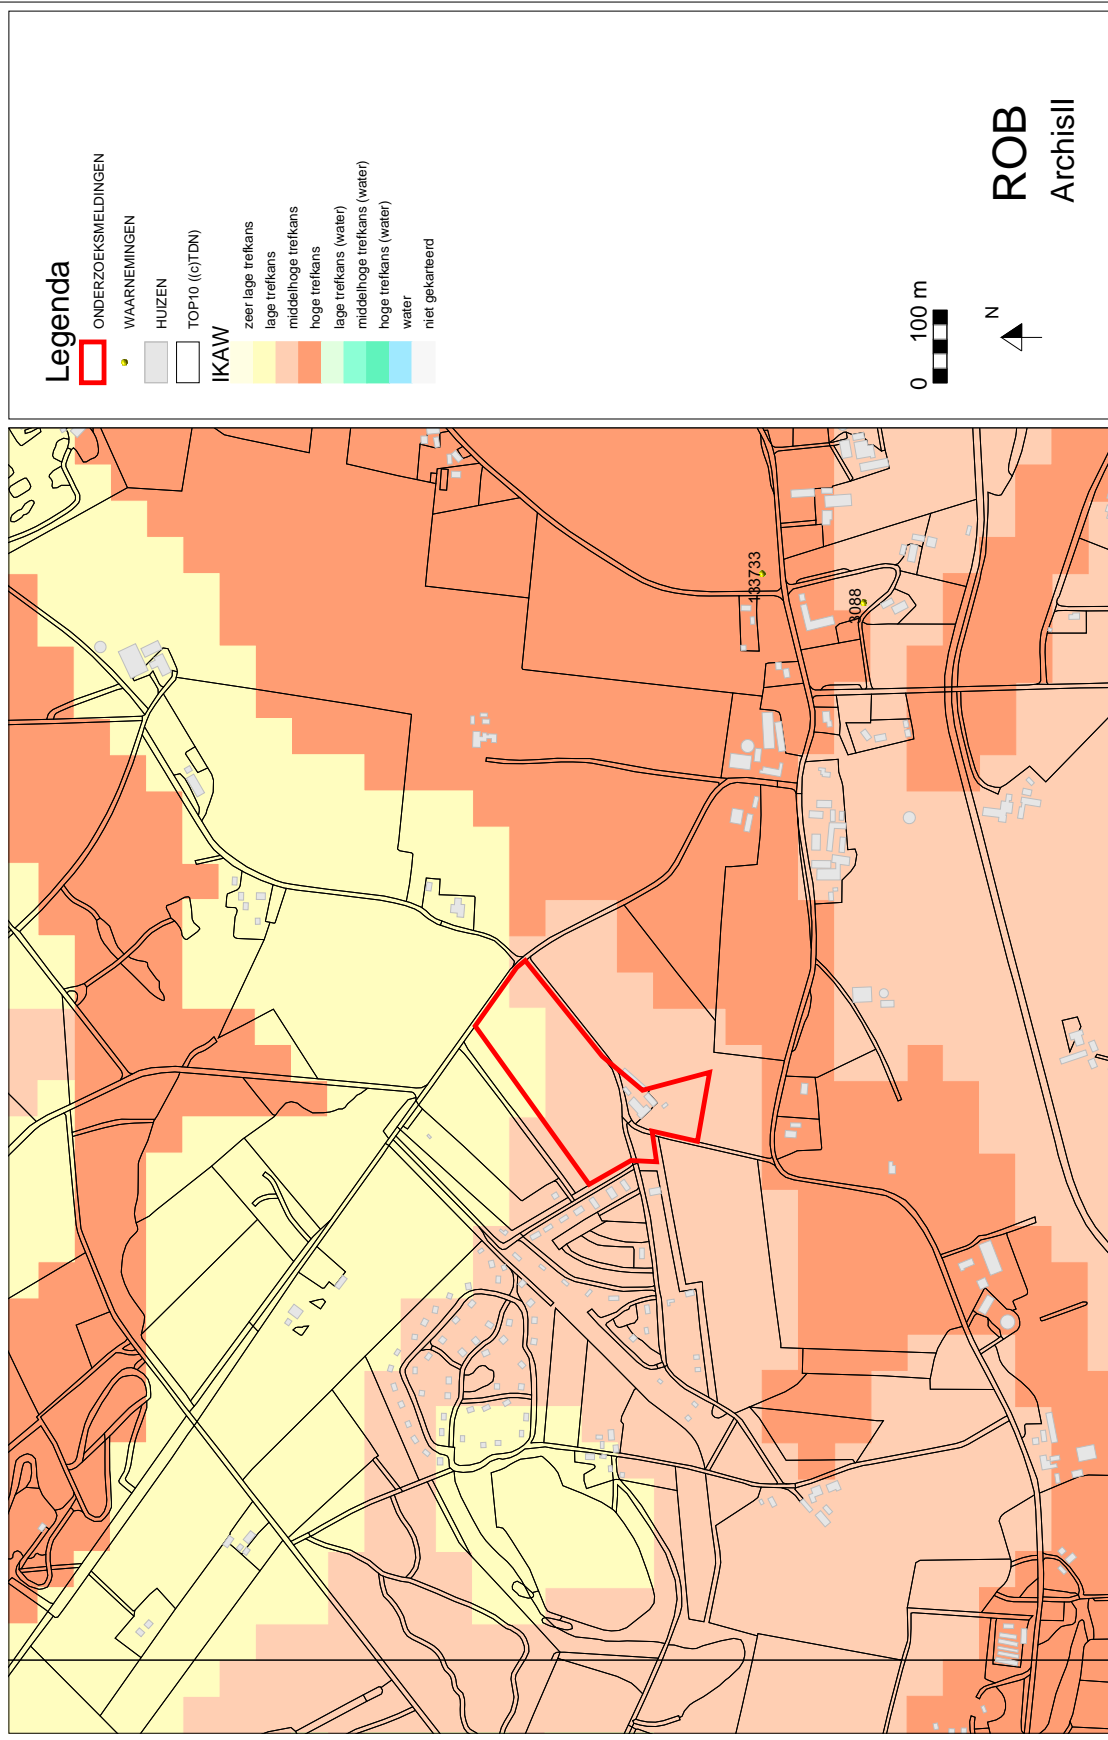 Legenda
ONDERZOEKSMELDINGEN
WAARNEMINGEN
HUIZEN
TOP10 ((c)TDN)
IKAW
zeer lage trefkans
lage trefkans
middelhoge trefkans
hoge trefkans
lage trefkans (water)
middelhoge trefkans (water)
hoge trefkans (water)
water
niet gekarteerd
0 100 m
N
ROB
ArchisII
133733
3088